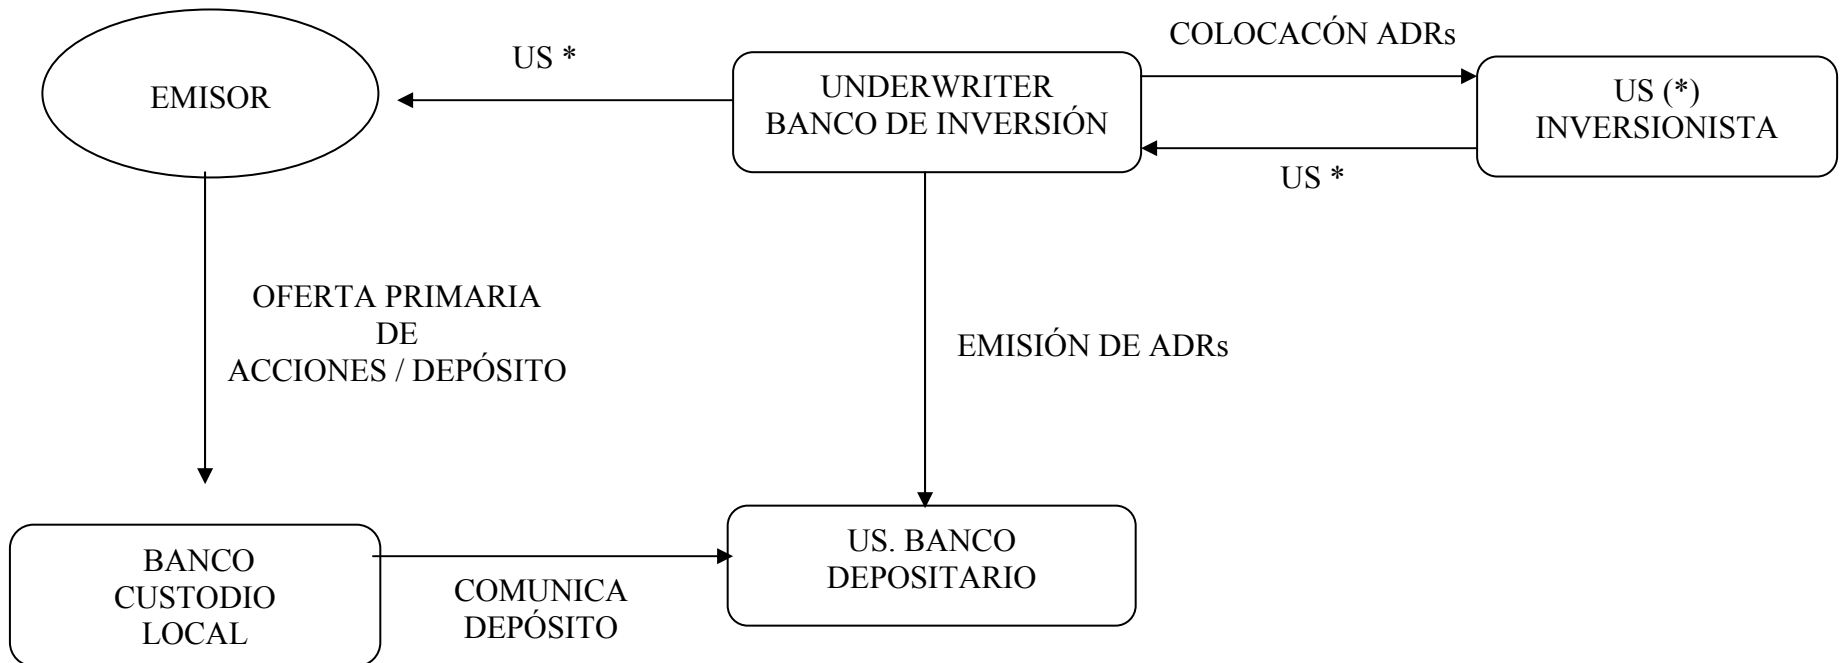 COLOCACÓN ADRs
US *
EMISOR
UNDERWRITER
BANCO DE INVERSIÓN
US (*)
INVERSIONISTA
US *
OFERTA PRIMARIA
DE
ACCIONES / DEPÓSITO
EMISIÓN DE ADRs
BANCO
CUSTODIO
LOCAL
COMUNICA
DEPÓSITO
US. BANCO
DEPOSITARIO